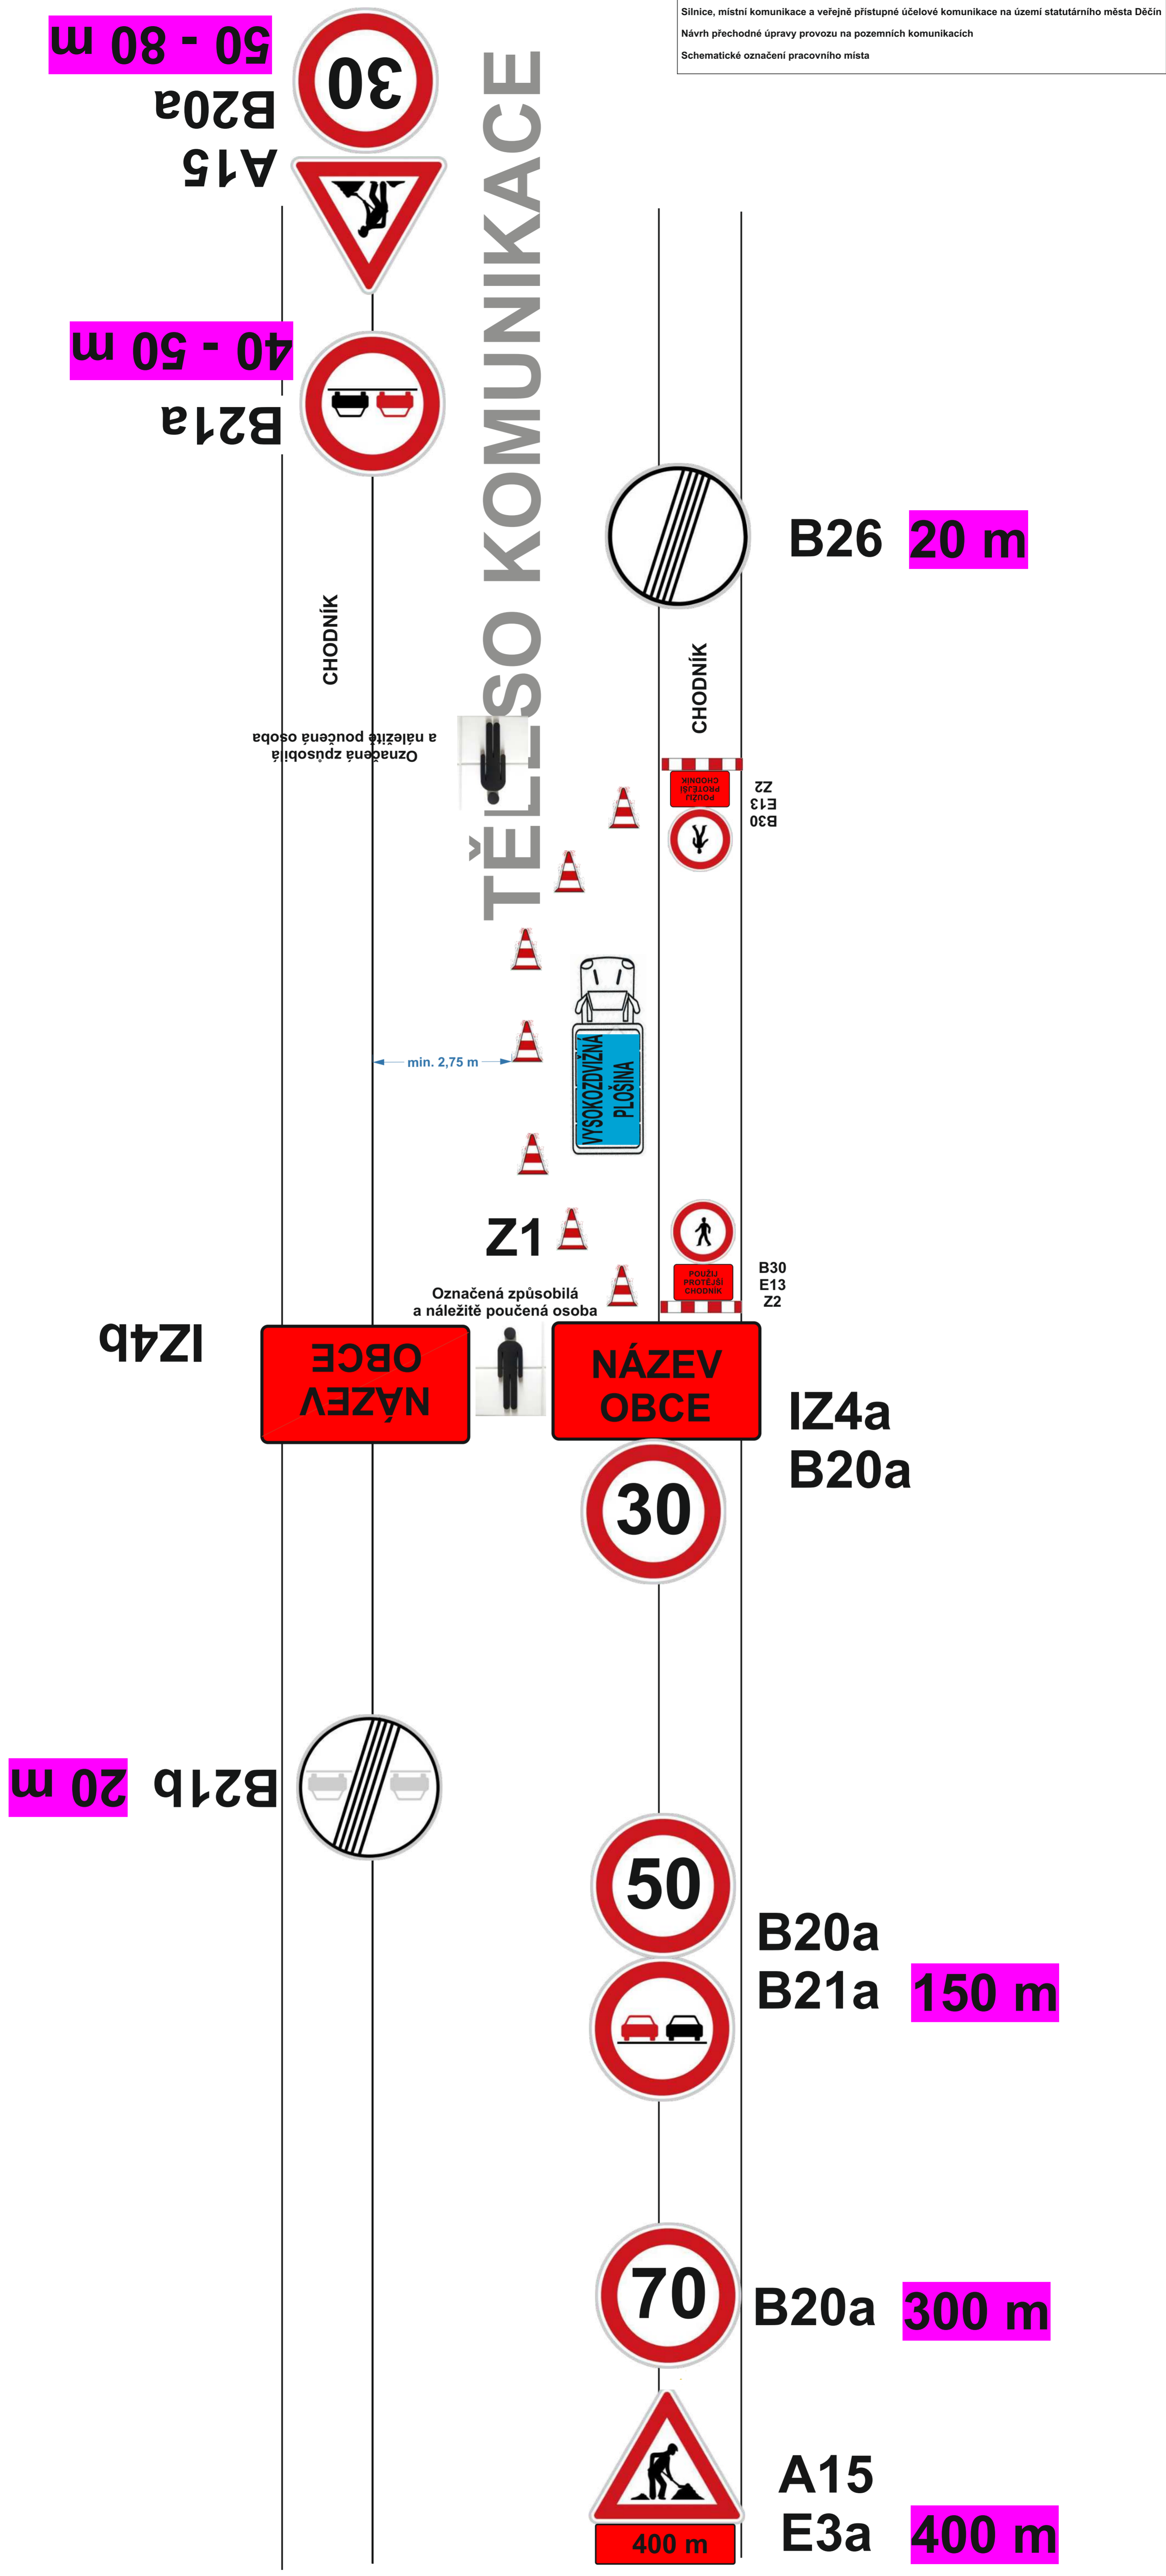 Silnice, místní komunikace a veřejně přístupné účelové komunikace na území statutárního města Děčín
Návrh přechodné úpravy provozu na pozemních komunikacích
Schematické označení pracovního místa
50 - 80 m
30
B20a
A15
TĚLESO KOMUNIKACE
40 - 50 m
B21a
B26 20 m
CHODNÍK
CHODNÍK
Označená způsobilá
a náležitě poučená osoba
POUŽIJ
PROTĚJŠÍ
CHODNÍK
B30
E13
Z2
VYSOKOZDVIŽNÁ
PLOŠINA
min. 2,75 m
Z1
POUŽIJ
PROTĚJŠÍ
CHODNÍK
B30
E13
Z2
Označená způsobilá
a náležitě poučená osoba
IZ4b
NÁZEV
OBCE
NÁZEV
OBCE
IZ4a
B20a
30
B21b 20 m
50
B20a
B21a 150 m
70
B20a 300 m
A15
E3a 400 m
400 m